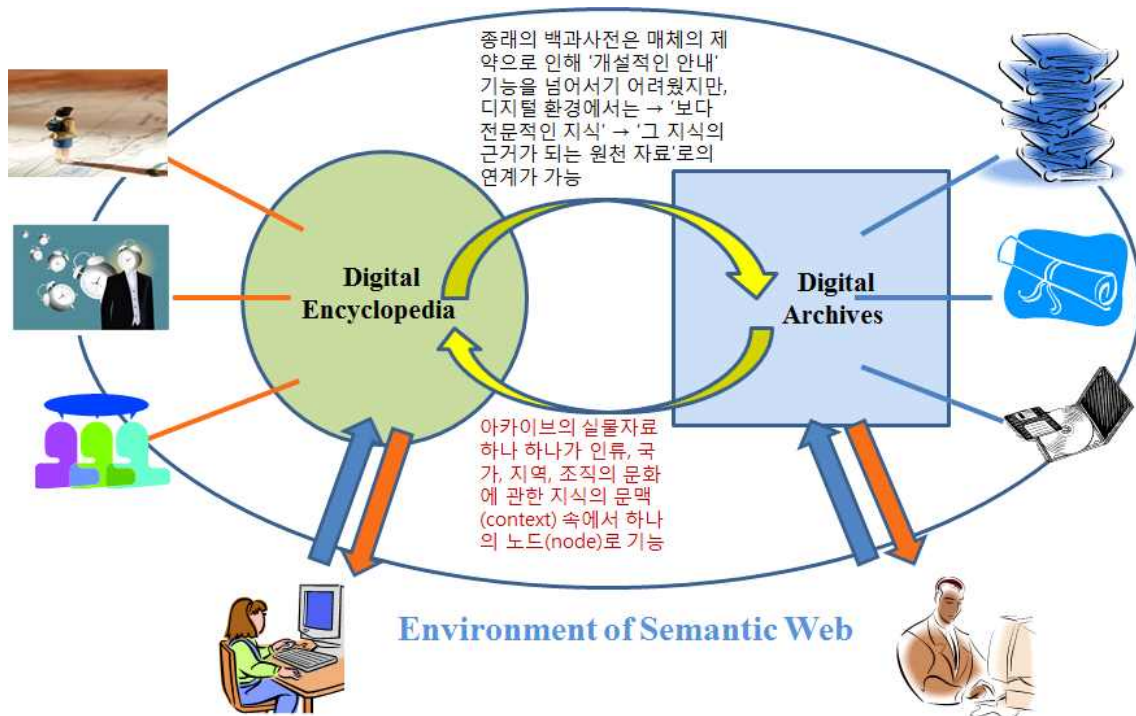 종래의 백과사전은 매체의 제
약으로 인해 '개설적인 안내'
기능을 넘어서기 어려웠지만,
디지털 환경에서는 → '보다
전문적인 지식' → '그 지식의
근거가 되는 원천 자료'로의
연계가 가능
Digital
Encyclopedia
Digital
Archives
아카이브의 실물자료
하나 하나가 인류, 국
가, 지역, 조직의 문화
에 관한 지식의 문맥
(context) 속에서 하나
의 노드(node)로 기능
Environment of Semantic Web